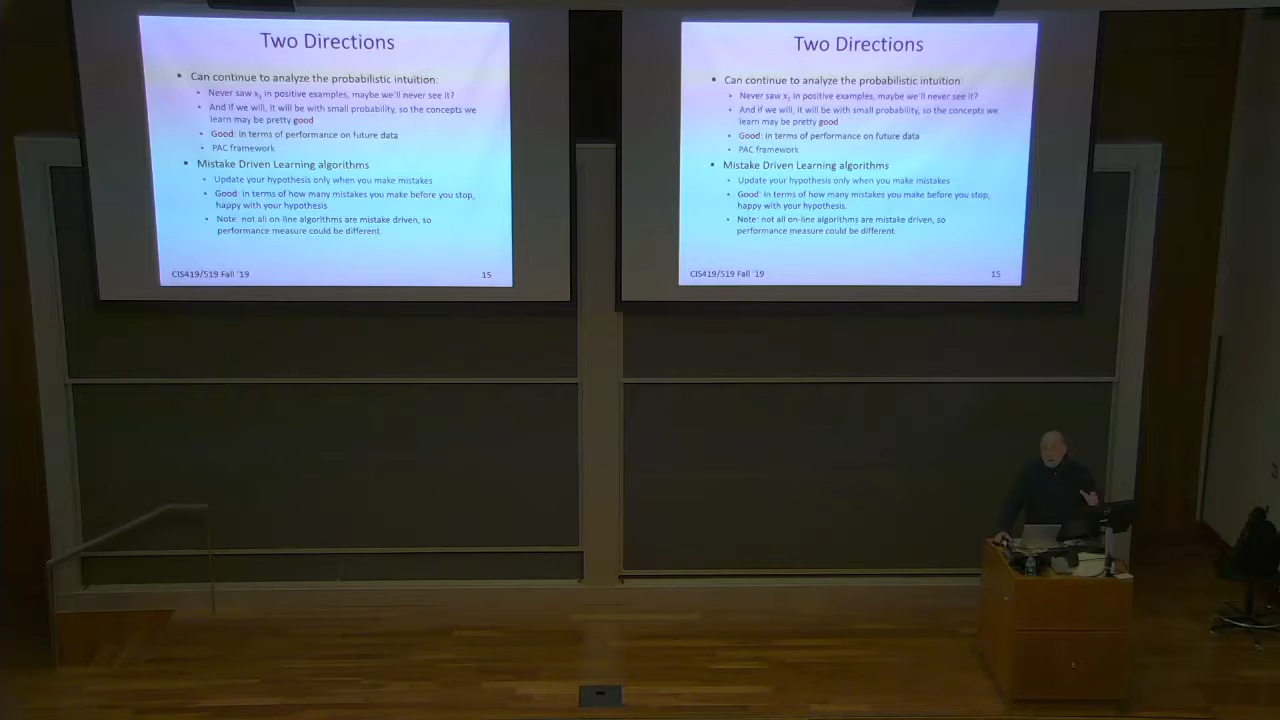 Two Directions
Can continue to analyze the probabilistic intuition:
Never saw x₁ in positive examples, maybe we'll never see it?
And if we will, it will be with small probability, so the concepts we
learn may be pretty good
Good: in terms of performance on future data
PAC framework
Mistake Driven Learning algorithms
Update your hypothesis only when you make mistakes
Good: in terms of how many mistakes you make before you stop,
happy with your hypothesis.
Note: not all on-line algorithms are mistake driven, so
performance measure could be different.
CIS419/519 Fall '19
15
Two Directions
Can continue to analyze the probabilistic intuition:
Never saw x₁ in positive examples, maybe we'll never see it?
And if we will, it will be with small probability, so the concepts we
learn may be pretty good
Good: in terms of performance on future data
PAC framework
Mistake Driven Learning algorithms
Update your hypothesis only when you make mistakes
Good: in terms of how many mistakes you make before you stop,
happy with your hypothesis.
Note: not all on-line algorithms are mistake driven, so
performance measure could be different.
CIS419/519 Fall '19
15